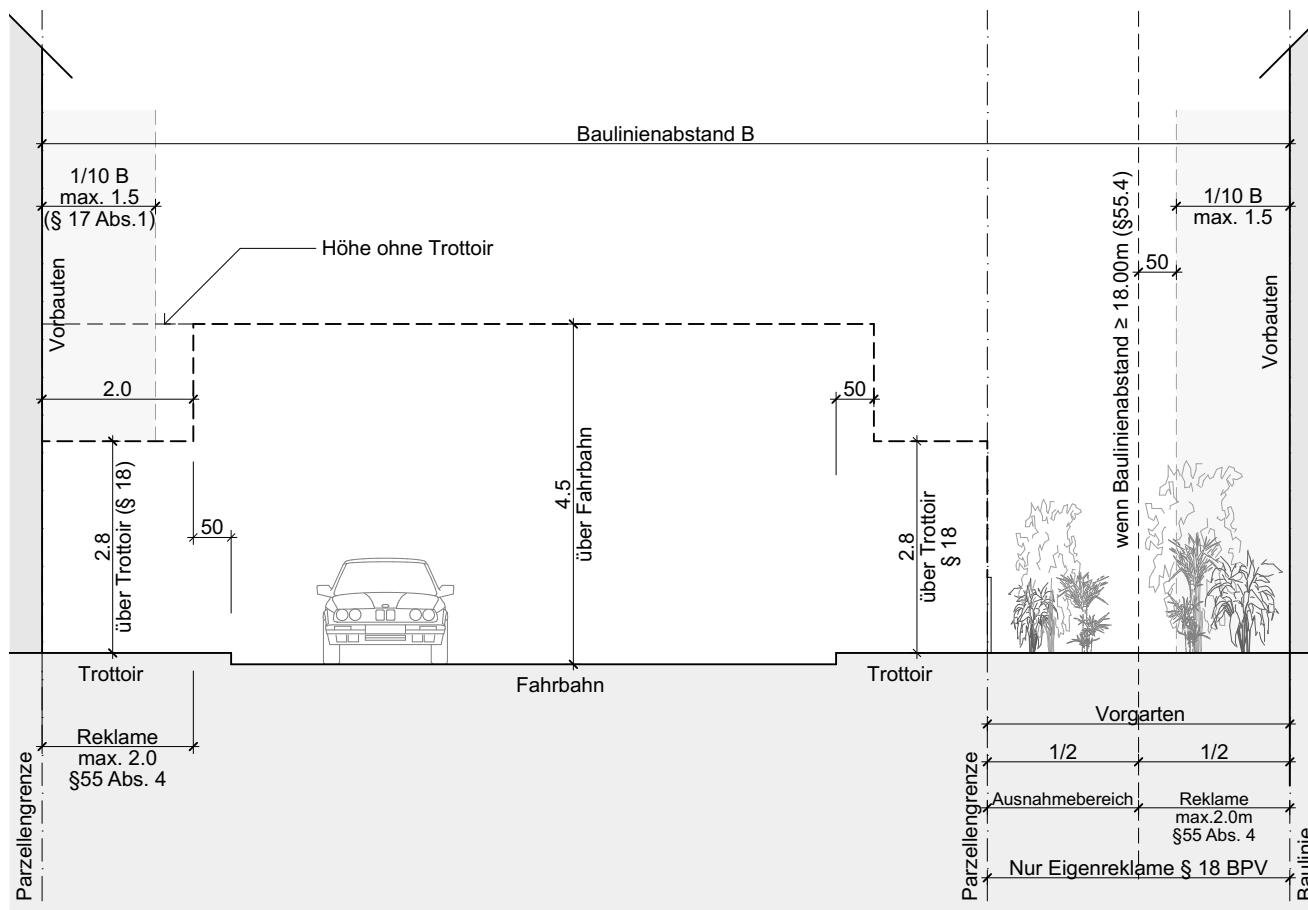 Baulinienabstand B
1/10 B
max. 1.5
(§ 17 Abs.1)
1/10 B
max. 1.5
wenn Baulinienabstand ≥ 18.00m (§55.4)
50
Höhe ohne Trottoir
Vorbauten
Vorbauten
2.0
50
4.5
über Fahrbahn
2.8
über Trottoir (§ 18)
50
2.8
über Trottoir
§ 18
Trottoir
Fahrbahn
Trottoir
Vorgarten
Reklame
max. 2.0
§55 Abs. 4
1/2
1/2
Ausnahmebereich
Reklame
max.2.0m
§55 Abs. 4
Nur Eigenreklame § 18 BPV
Parzellengrenze
Parzellengrenze
Baulinie